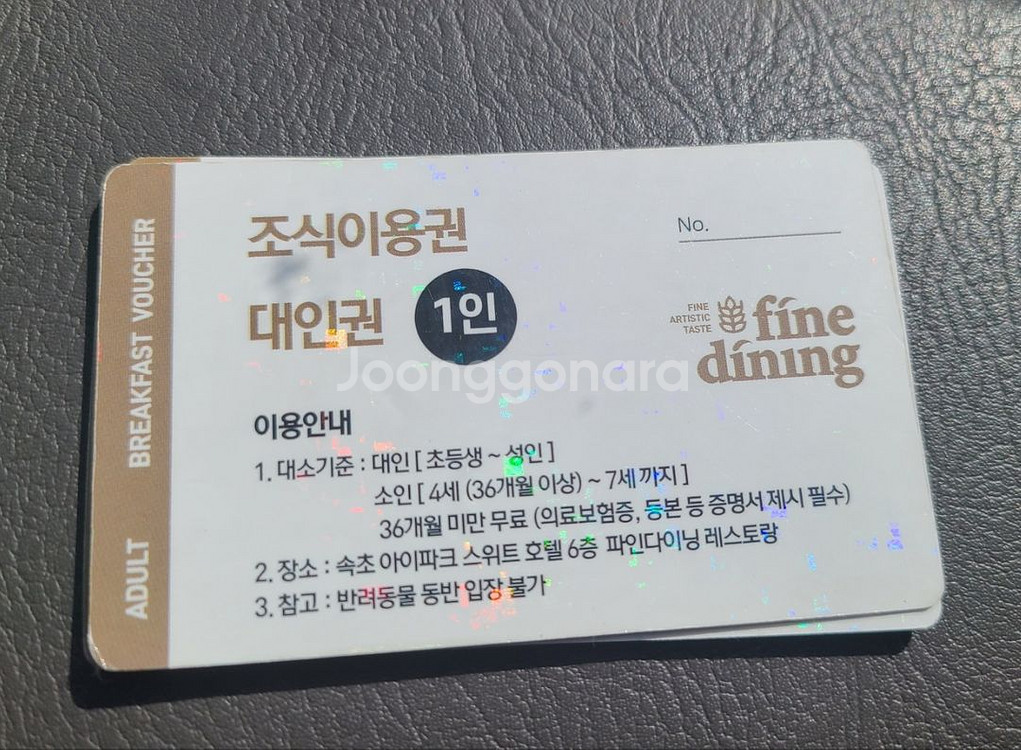 BREAKFAST VOUCHER
ADULT
조식이용권
대인권 1인
No.
FINE
ARTISTIC
TASTE
fine
dining
Joonggonara
이용안내
1. 대소기준 : 대인 [ 초등생 ~ 성인 ]
소인 [ 4세 (36개월 이상) ~ 7세 까지 ]
36개월 미만 무료 (의료보험증, 등본 등 증명서 제시 필수)
2. 장소 : 속초 아이파크 스위트 호텔 6층 파인다이닝 레스토랑
3. 참고 : 반려동물 동반 입장 불가